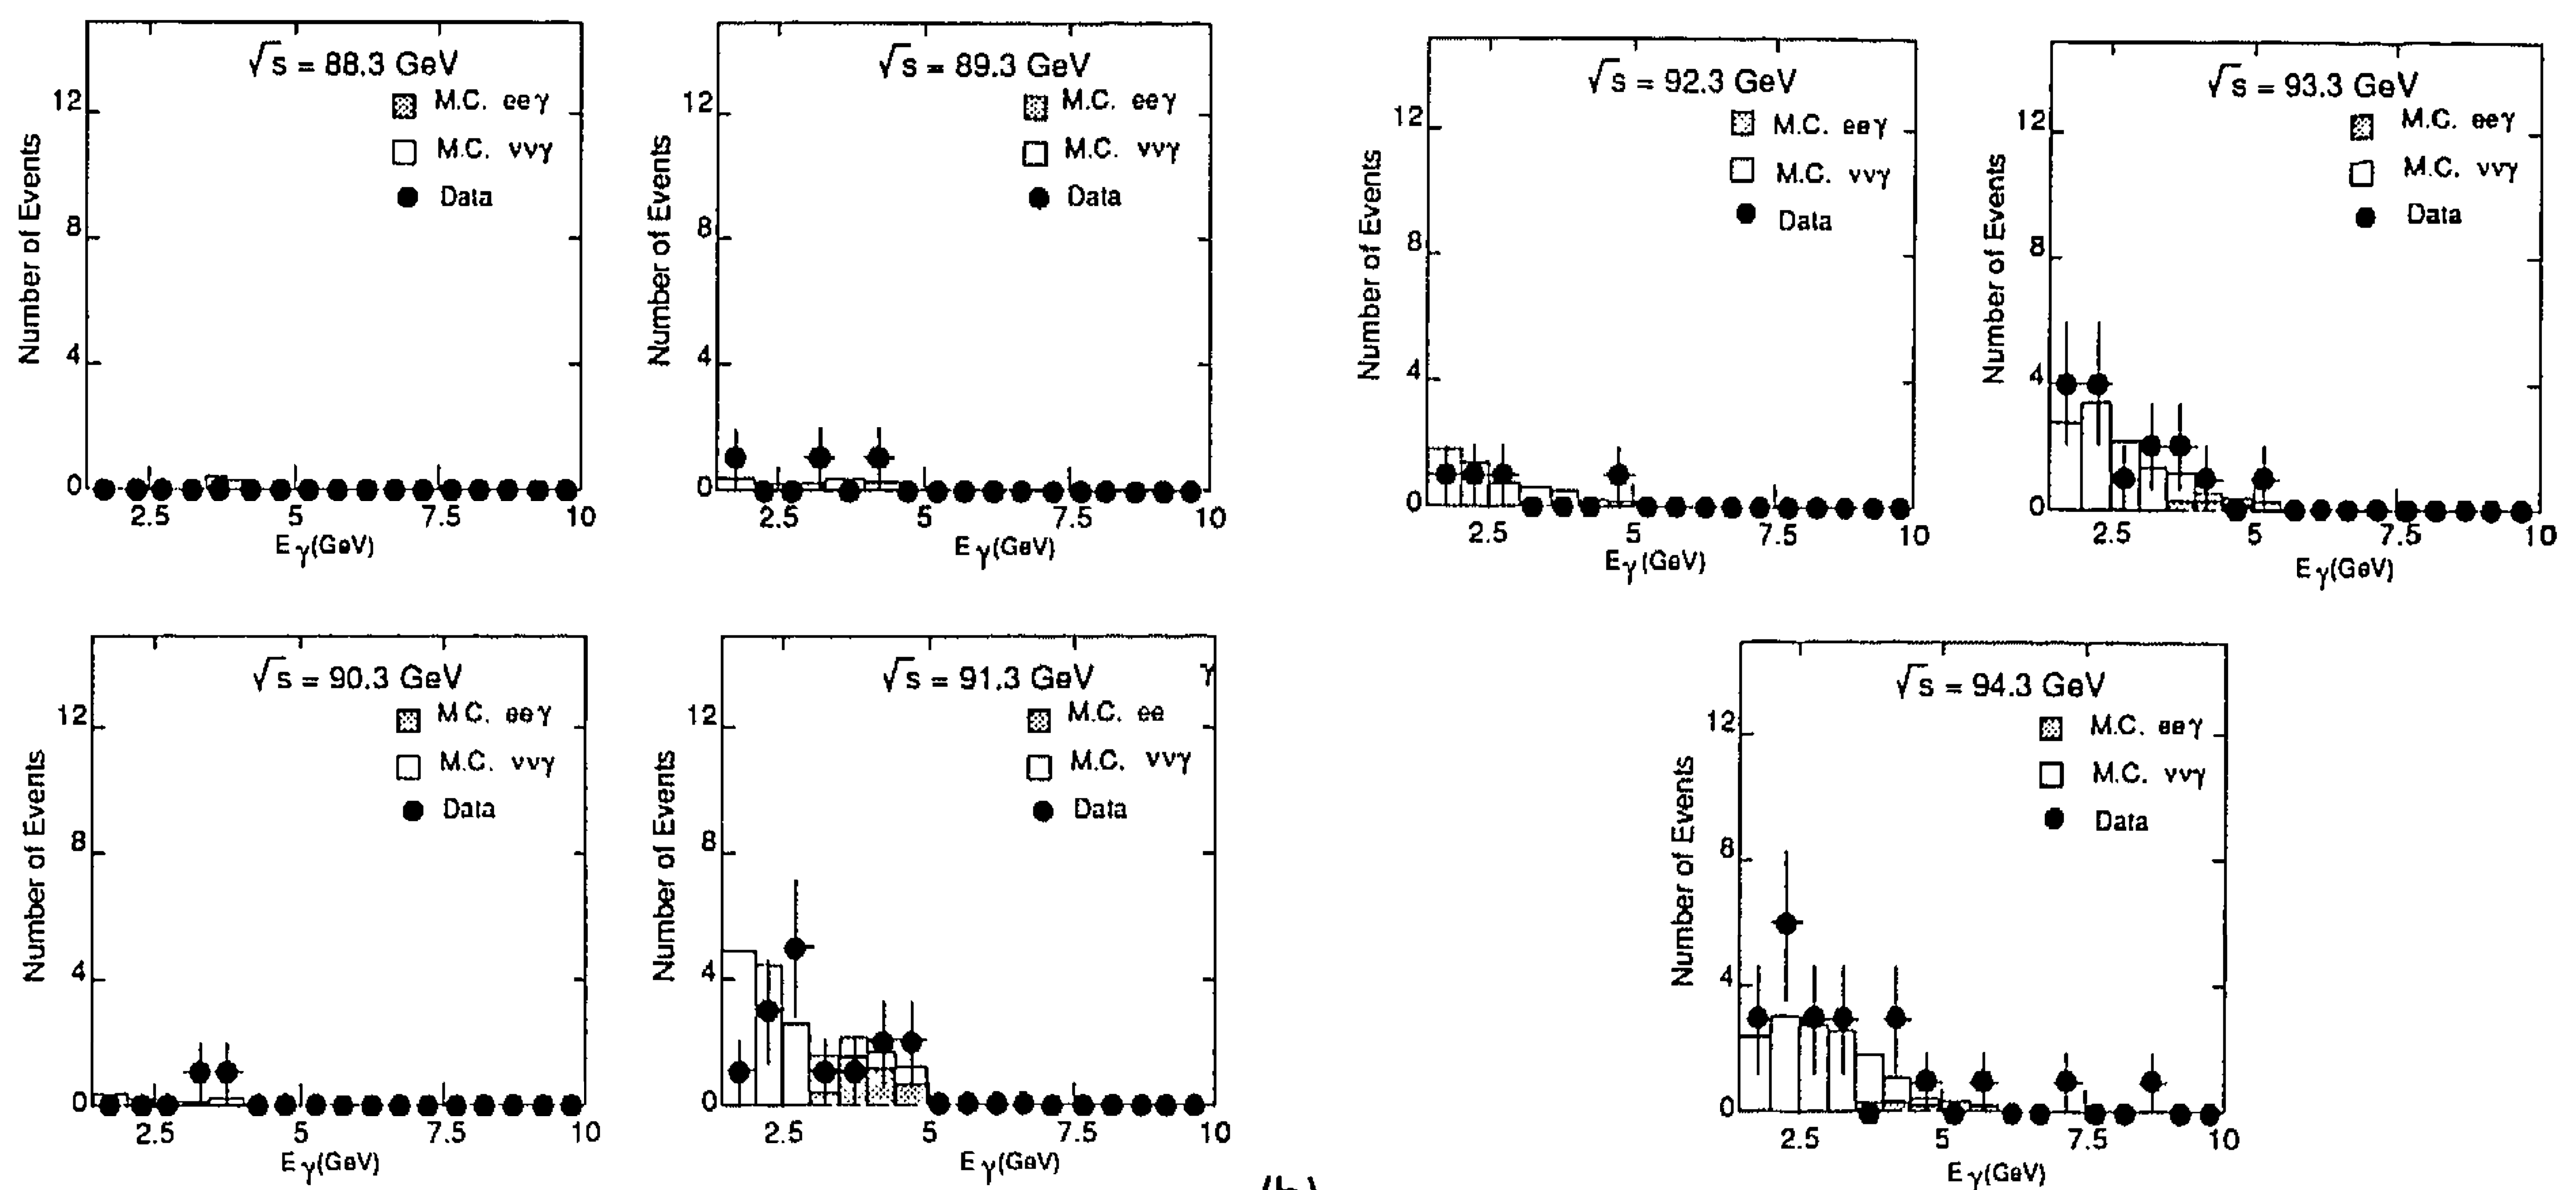 √s = 88.3 GeV
M.C. eeγ
M.C. ννγ
Data
Number of Events
12
8
4
0
2.5 5 7.5 10
Eγ(GeV)
√s = 89.3 GeV
M.C. eeγ
M.C. ννγ
Data
Number of Events
12
8
4
0
2.5 5 7.5 10
Eγ(GeV)
√s = 92.3 GeV
M.C. eeγ
M.C. ννγ
Data
Number of Events
12
8
4
0
2.5 5 7.5 10
Eγ(GeV)
√s = 93.3 GeV
M.C. eeγ
M.C. ννγ
Data
Number of Events
12
8
4
0
2.5 5 7.5 10
Eγ(GeV)
√s = 90.3 GeV
M.C. eeγ
M.C. ννγ
Data
Number of Events
12
8
4
0
2.5 5 7.5 10
Eγ(GeV)
√s = 91.3 GeV
γ
M.C. ee
M.C. ννγ
Data
Number of Events
12
8
4
0
2.5 5 7.5 10
Eγ(GeV)
√s = 94.3 GeV
M.C. eeγ
M.C. ννγ
Data
Number of Events
12
8
4
0
2.5 5 7.5 10
Eγ(GeV)